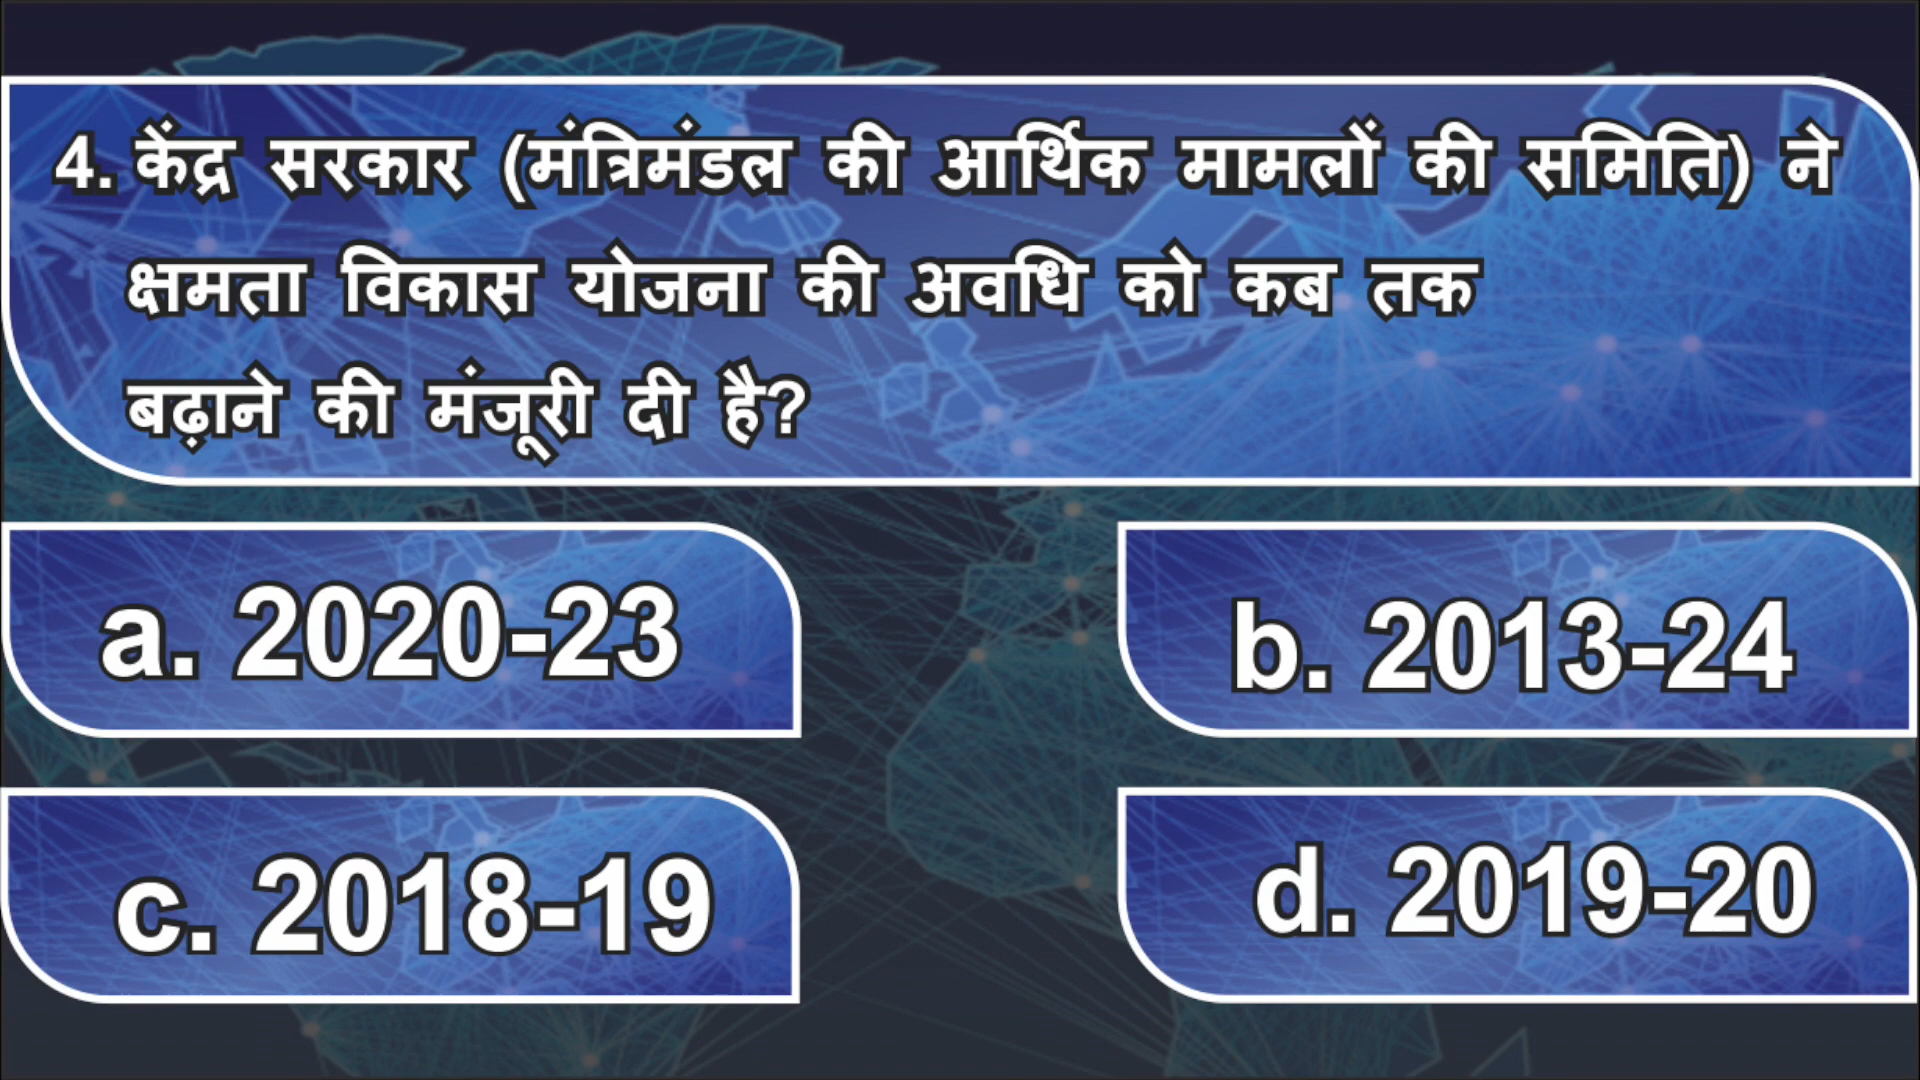 4. केंद्र सरकार (मंत्रिमंडल की आर्थिक मामलों की समिति) ने
क्षमता विकास योजना की अवधि को कब तक
बढ़ाने की मंजूरी दी है?
a. 2020-23
b. 2013-24
c. 2018-19
d. 2019-20